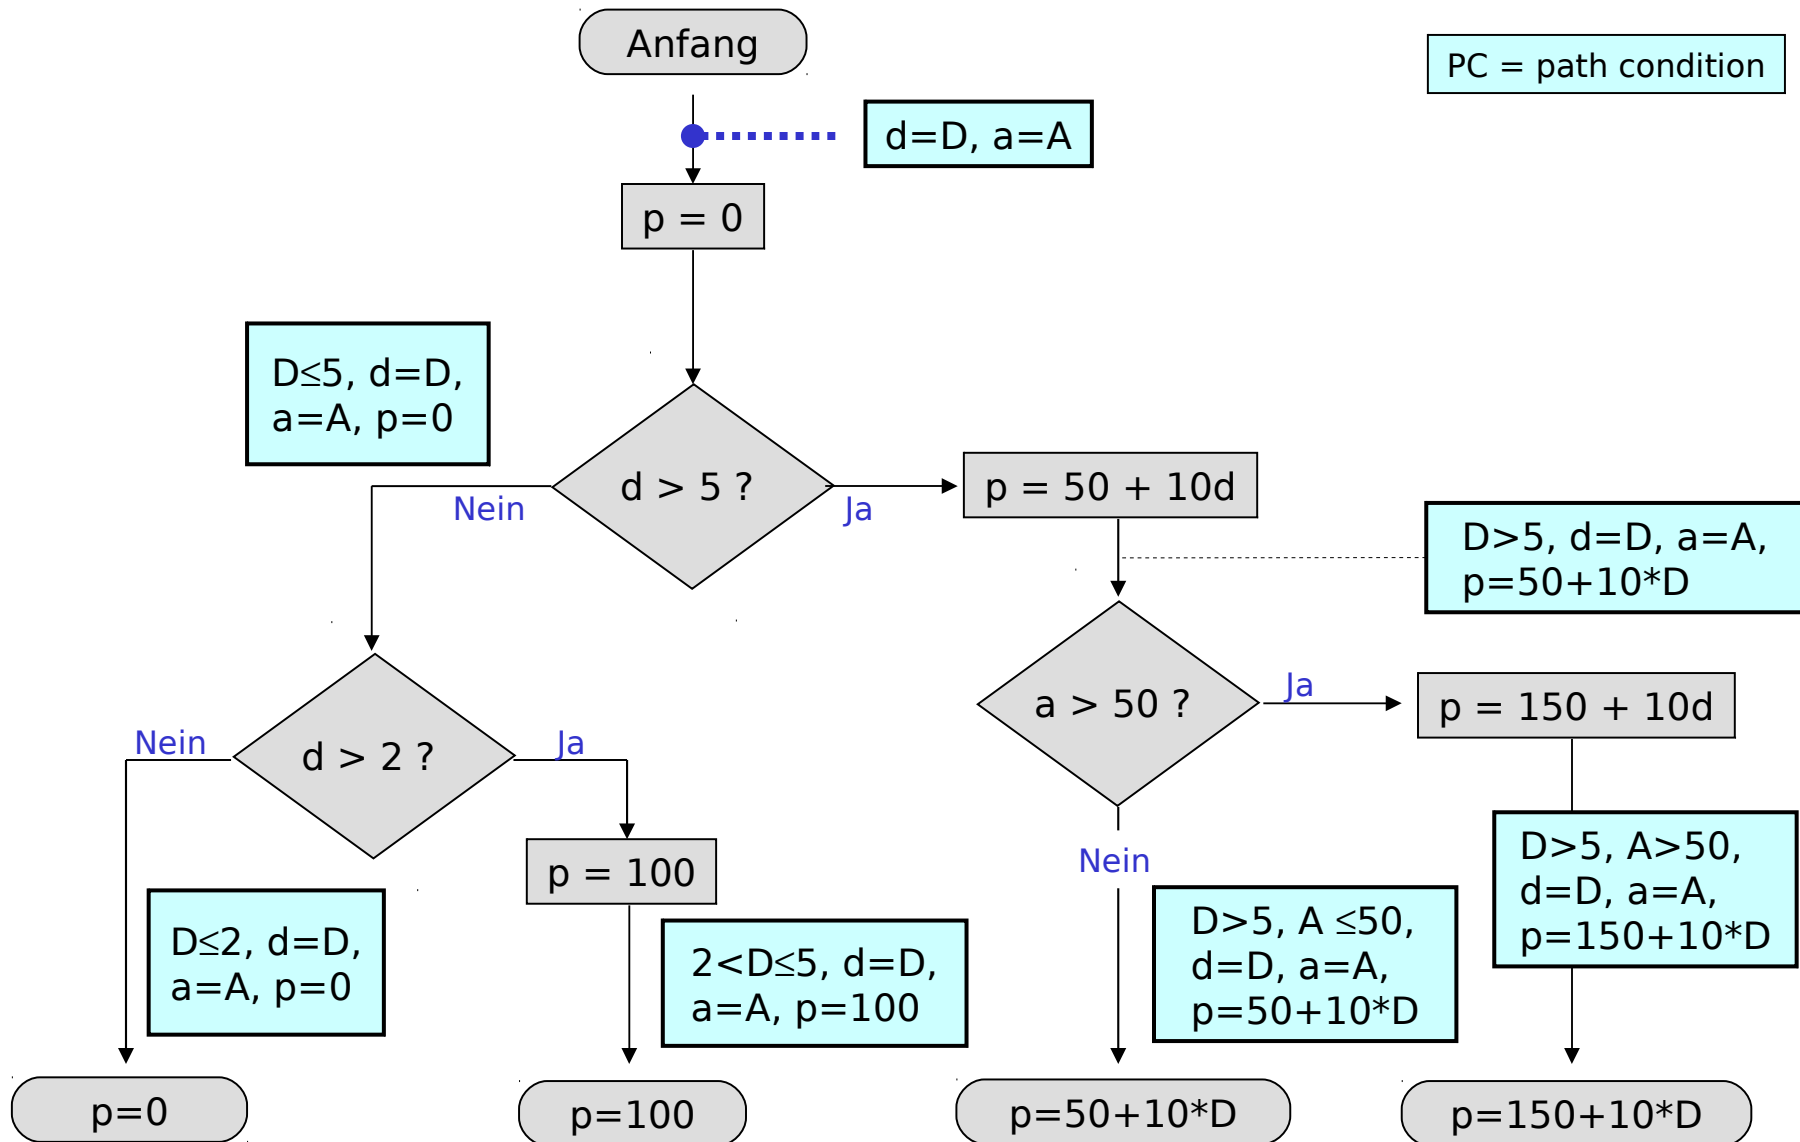 Anfang
PC = path condition
d=D, a=A
p = 0
D≤5, d=D,
a=A, p=0
d > 5 ?
Nein
Ja
p = 50 + 10d
D>5, d=D, a=A,
p=50+10*D
d > 2 ?
Nein
Ja
a > 50 ?
Ja
p = 150 + 10d
Nein
p = 100
D≤2, d=D,
a=A, p=0
2<D≤5, d=D,
a=A, p=100
D>5, A ≤50,
d=D, a=A,
p=50+10*D
D>5, A>50,
d=D, a=A,
p=150+10*D
p=0
p=100
p=50+10*D
p=150+10*D